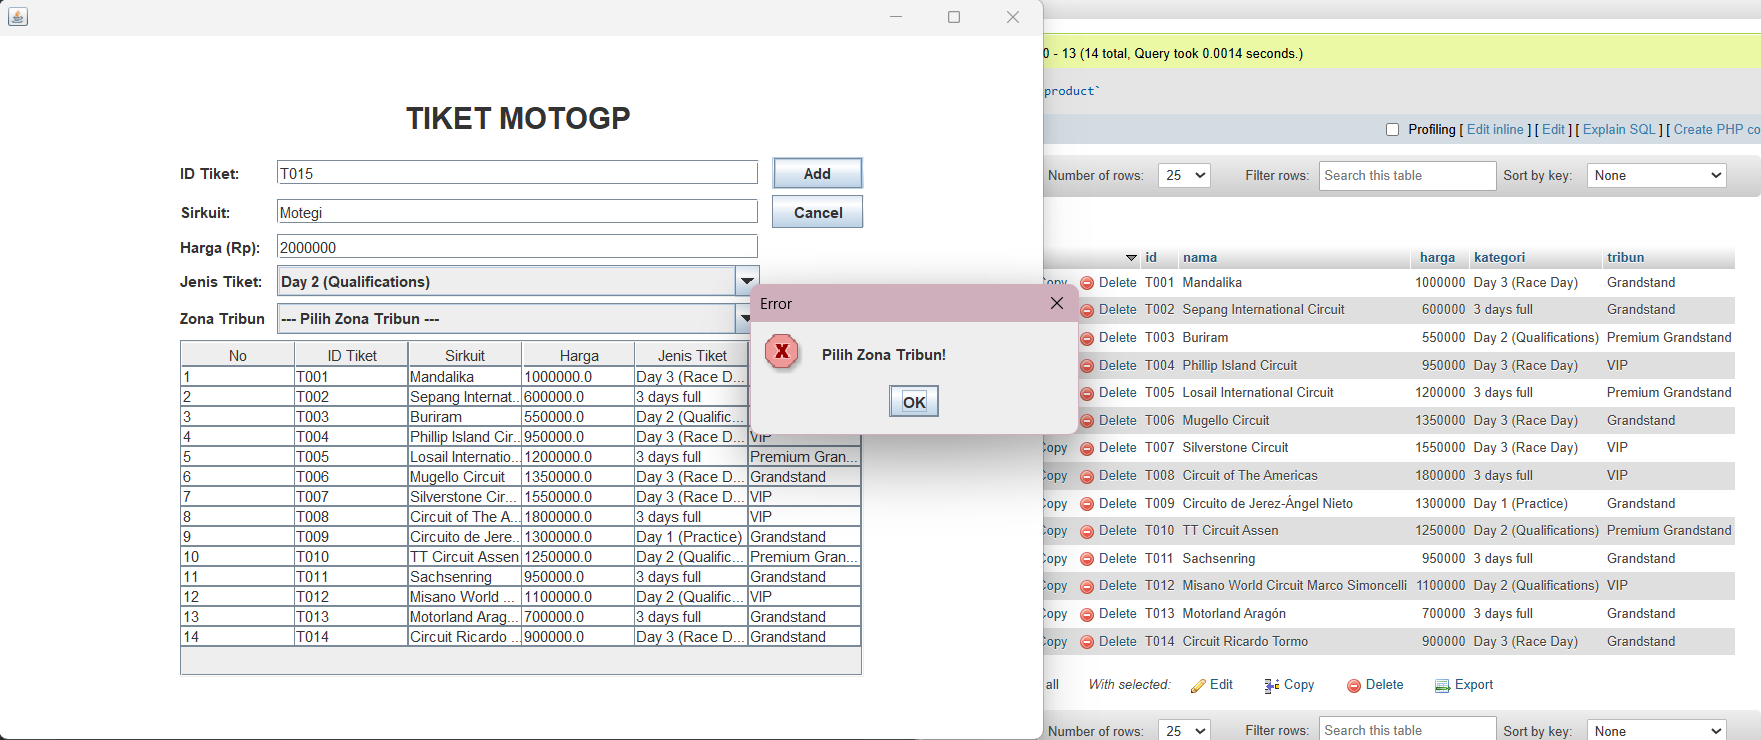 TIKET MOTOGP
ID Tiket: T015 Add
Sirkuit: Motegi Cancel
Harga (Rp): 2000000
Jenis Tiket: Day 2 (Qualifications)
Zona Tribun --- Pilih Zona Tribun ---
No ID Tiket Sirkuit Harga Jenis Tiket
1 T001 Mandalika 1000000.0 Day 3 (Race D...
2 T002 Sepang Internat... 600000.0 3 days full
3 T003 Buriram 550000.0 Day 2 (Qualific...
4 T004 Phillip Island Cir... 950000.0 Day 3 (Race D... VIP
5 T005 Losail Internatio... 1200000.0 3 days full Premium Gran...
6 T006 Mugello Circuit 1350000.0 Day 3 (Race D... Grandstand
7 T007 Silverstone Cir... 1550000.0 Day 3 (Race D... VIP
8 T008 Circuit of The A... 1800000.0 3 days full VIP
9 T009 Circuito de Jere... 1300000.0 Day 1 (Practice) Grandstand
10 T010 TT Circuit Assen 1250000.0 Day 2 (Qualific... Premium Gran...
11 T011 Sachsenring 950000.0 3 days full Grandstand
12 T012 Misano World ... 1100000.0 Day 2 (Qualific... VIP
13 T013 Motorland Arag... 700000.0 3 days full Grandstand
14 T014 Circuit Ricardo ... 900000.0 Day 3 (Race D... Grandstand
Error
Pilih Zona Tribun!
OK
0 - 13 (14 total, Query took 0.0014 seconds.)
product`
Profiling [ Edit inline ] [ Edit ] [ Explain SQL ] [ Create PHP co
Number of rows: 25 Filter rows: Search this table Sort by key: None
id nama harga kategori tribun
Copy Delete T001 Mandalika 1000000 Day 3 (Race Day) Grandstand
Delete T002 Sepang International Circuit 600000 3 days full Grandstand
Delete T003 Buriram 550000 Day 2 (Qualifications) Premium Grandstand
Delete T004 Phillip Island Circuit 950000 Day 3 (Race Day) VIP
Delete T005 Losail International Circuit 1200000 3 days full Premium Grandstand
Delete T006 Mugello Circuit 1350000 Day 3 (Race Day) Grandstand
Copy Delete T007 Silverstone Circuit 1550000 Day 3 (Race Day) VIP
Copy Delete T008 Circuit of The Americas 1800000 3 days full VIP
Copy Delete T009 Circuito de Jerez-Ángel Nieto 1300000 Day 1 (Practice) Grandstand
Copy Delete T010 TT Circuit Assen 1250000 Day 2 (Qualifications) Premium Grandstand
Copy Delete T011 Sachsenring 950000 3 days full Grandstand
Copy Delete T012 Misano World Circuit Marco Simoncelli 1100000 Day 2 (Qualifications) VIP
Copy Delete T013 Motorland Aragón 700000 3 days full Grandstand
Copy Delete T014 Circuit Ricardo Tormo 900000 Day 3 (Race Day) Grandstand
all With selected: Edit Copy Delete Export
Number of rows: 25 Filter rows: Search this table Sort by key: None